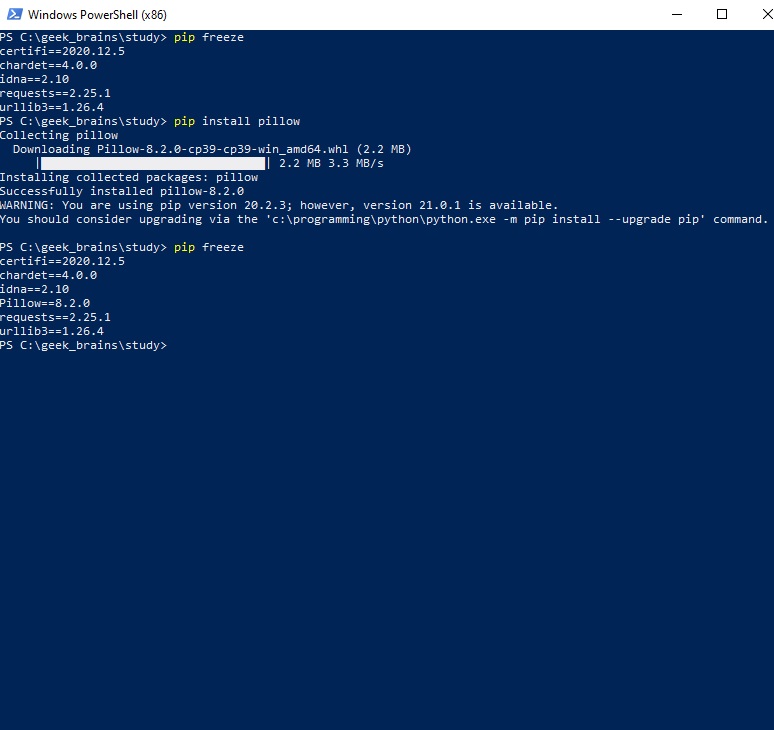 Windows PowerShell (x86)
PS C:\geek_brains\study> pip freeze
certifi==2020.12.5
chardet==4.0.0
idna==2.10
requests==2.25.1
urllib3==1.26.4
PS C:\geek_brains\study> pip install pillow
Collecting pillow
  Downloading Pillow-8.2.0-cp39-cp39-win_amd64.whl (2.2 MB)
     |████████████████████████████████| 2.2 MB 3.3 MB/s
Installing collected packages: pillow
Successfully installed pillow-8.2.0
WARNING: You are using pip version 20.2.3; however, version 21.0.1 is available.
You should consider upgrading via the 'c:\programming\python\python.exe -m pip install --upgrade pip' command.
PS C:\geek_brains\study> pip freeze
certifi==2020.12.5
chardet==4.0.0
idna==2.10
Pillow==8.2.0
requests==2.25.1
urllib3==1.26.4
PS C:\geek_brains\study>